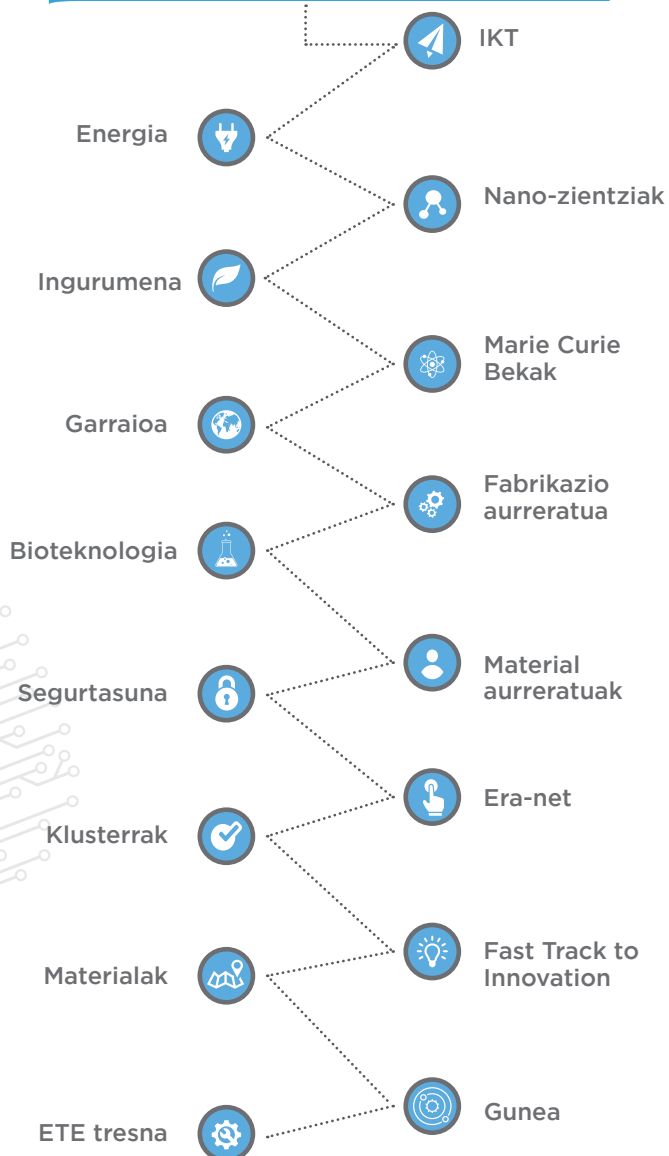 IKT
Energia
Nano-zientziak
Ingurumena
Marie Curie
Bekak
Garraioa
Fabrikazio
aurreratua
Bioteknologia
Material
aurreratuak
Segurtasuna
Era-net
Klusterrak
Fast Track to
Innovation
Materialak
Gunea
ETE tresna